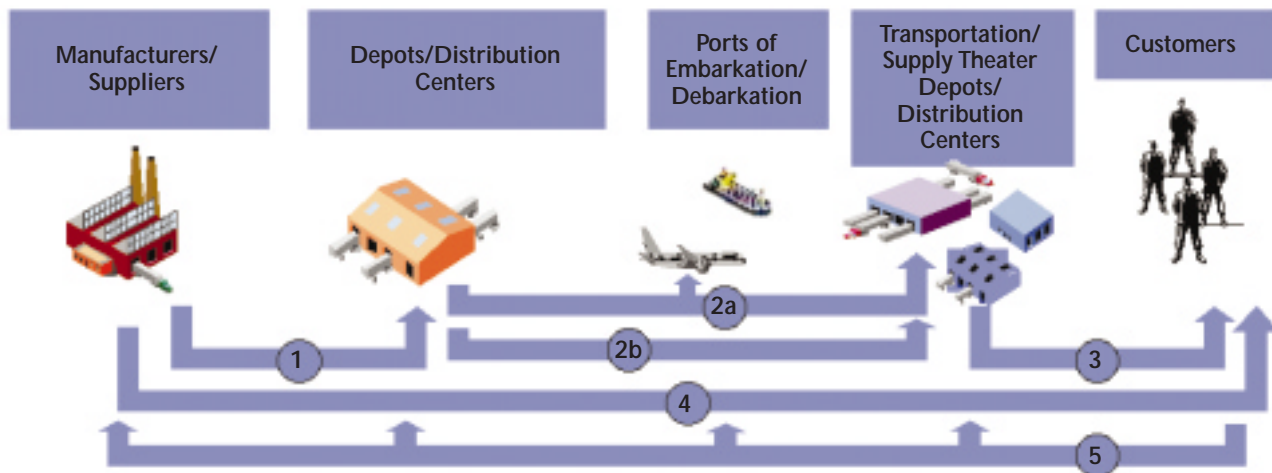 Manufacturers/
Suppliers
Depots/Distribution
Centers
Ports of
Embarkation/
Debarkation
Transportation/
Supply Theater
Depots/
Distribution
Centers
Customers
2a
1
2b
3
4
5